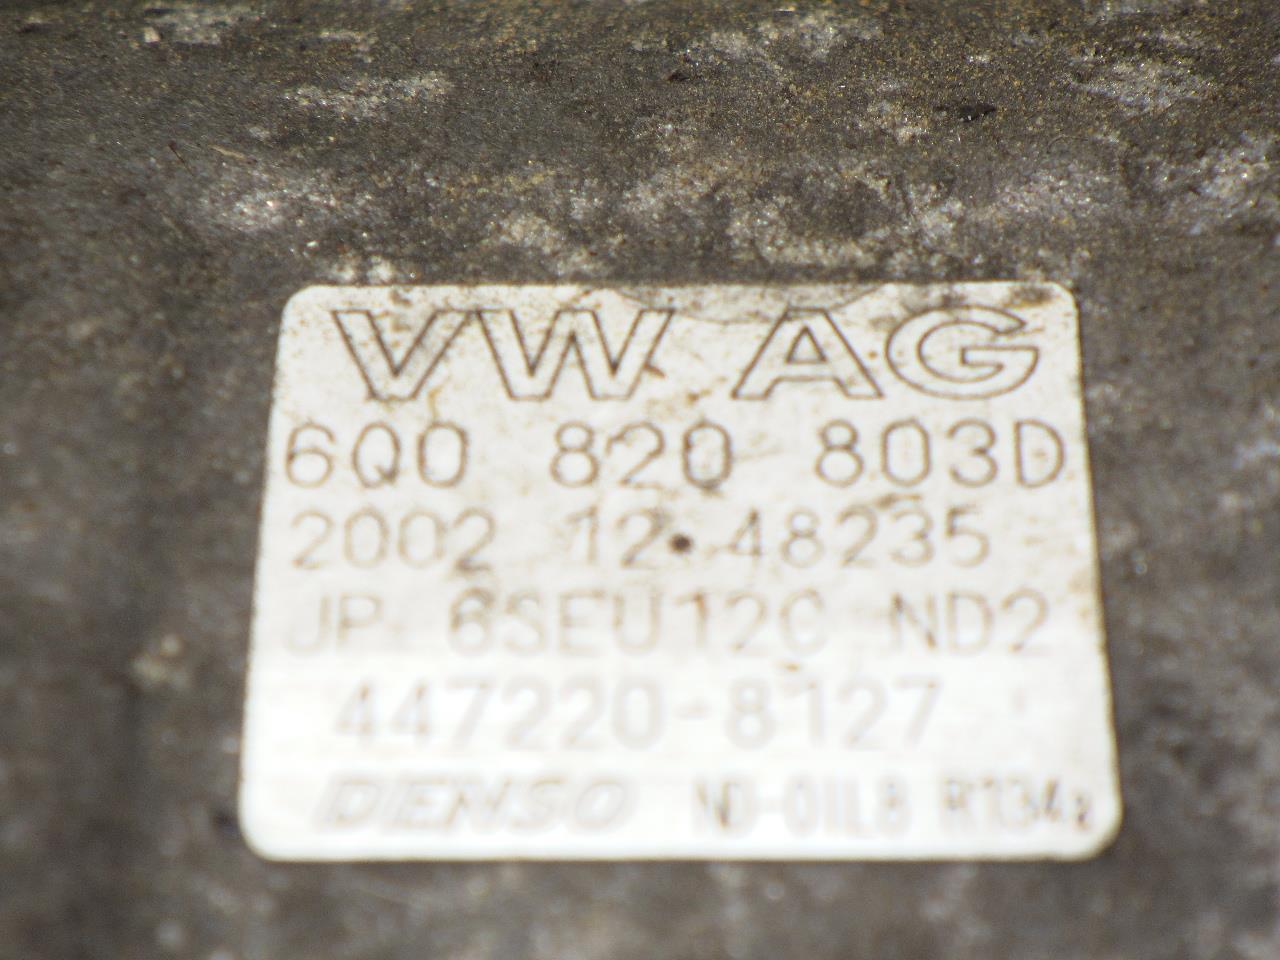 VW AG
6Q0 820 803D
2002 12 48235
JP 6SEU12C ND2
447220-8127
DENSO ND-OIL8 R134a